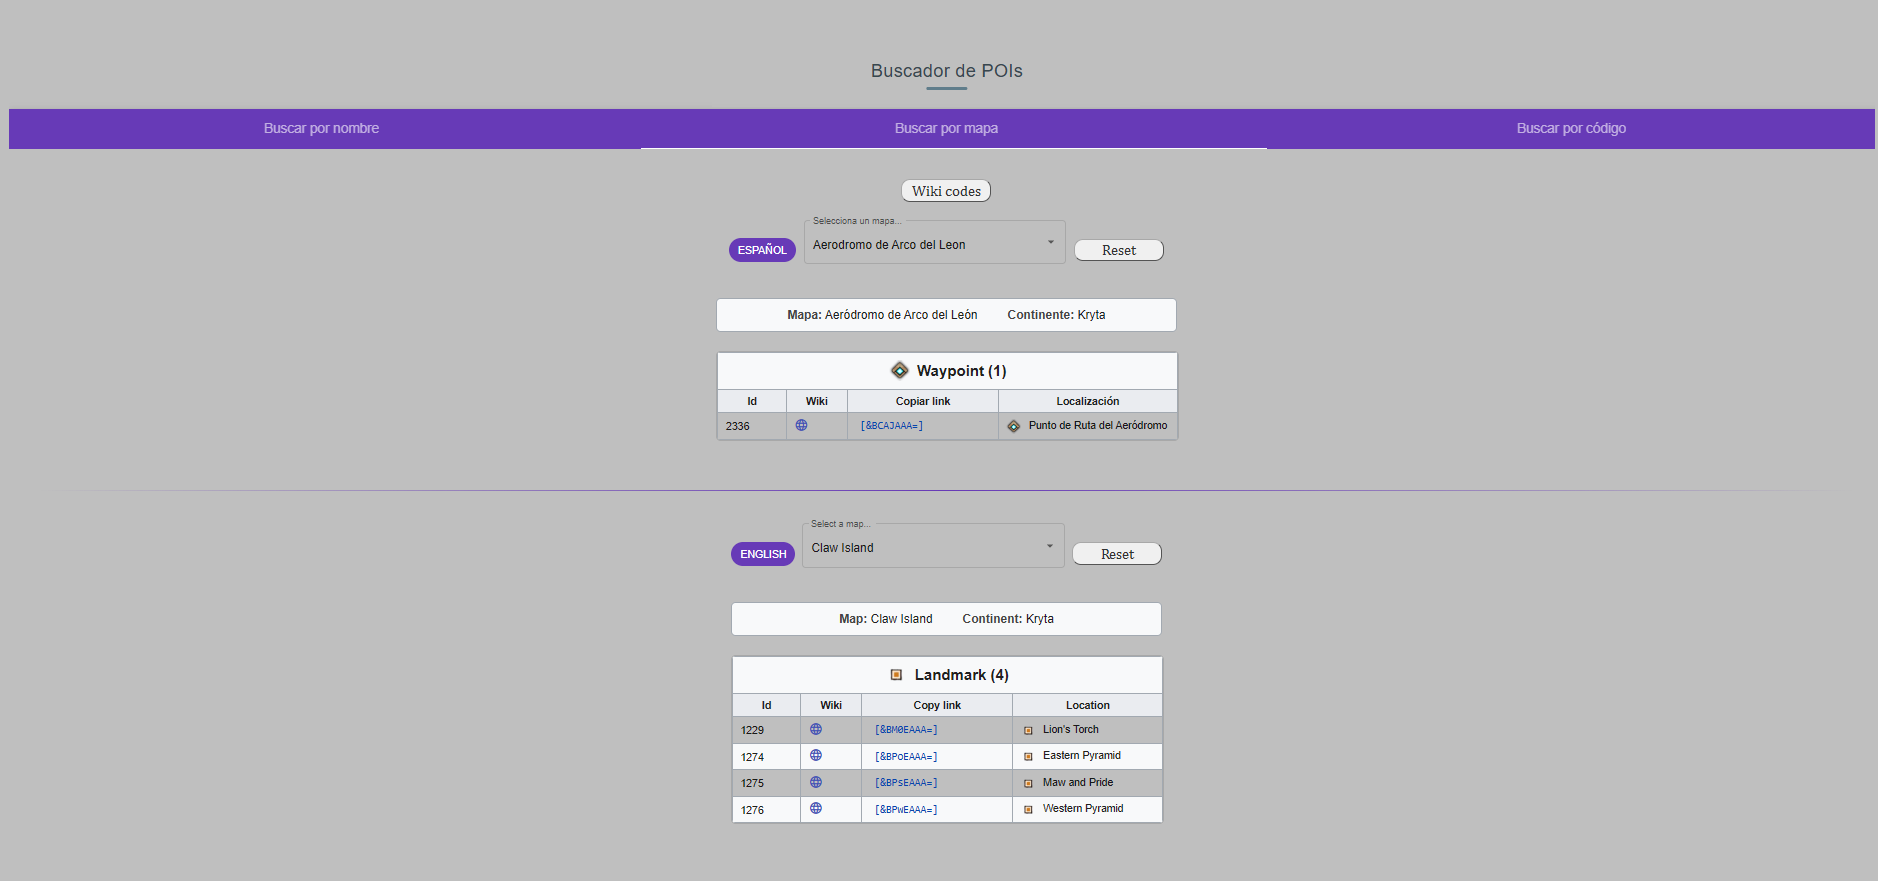 Buscador de POIs
Buscar por nombre Buscar por mapa Buscar por código
Wiki codes
Selecciona un mapa...
ESPAÑOL Aerodromo de Arco del Leon Reset
Mapa: Aeródromo de Arco del León Continente: Kryta
Waypoint (1)
Id Wiki Copiar link Localización
2336 [&BCAJAAA=] Punto de Ruta del Aeródromo
Select a map...
ENGLISH Claw Island Reset
Map: Claw Island Continent: Kryta
Landmark (4)
Id Wiki Copy link Location
1229 [&BM0EAAA=] Lion's Torch
1274 [&BPoEAAA=] Eastern Pyramid
1275 [&BPsEAAA=] Maw and Pride
1276 [&BPwEAAA=] Western Pyramid